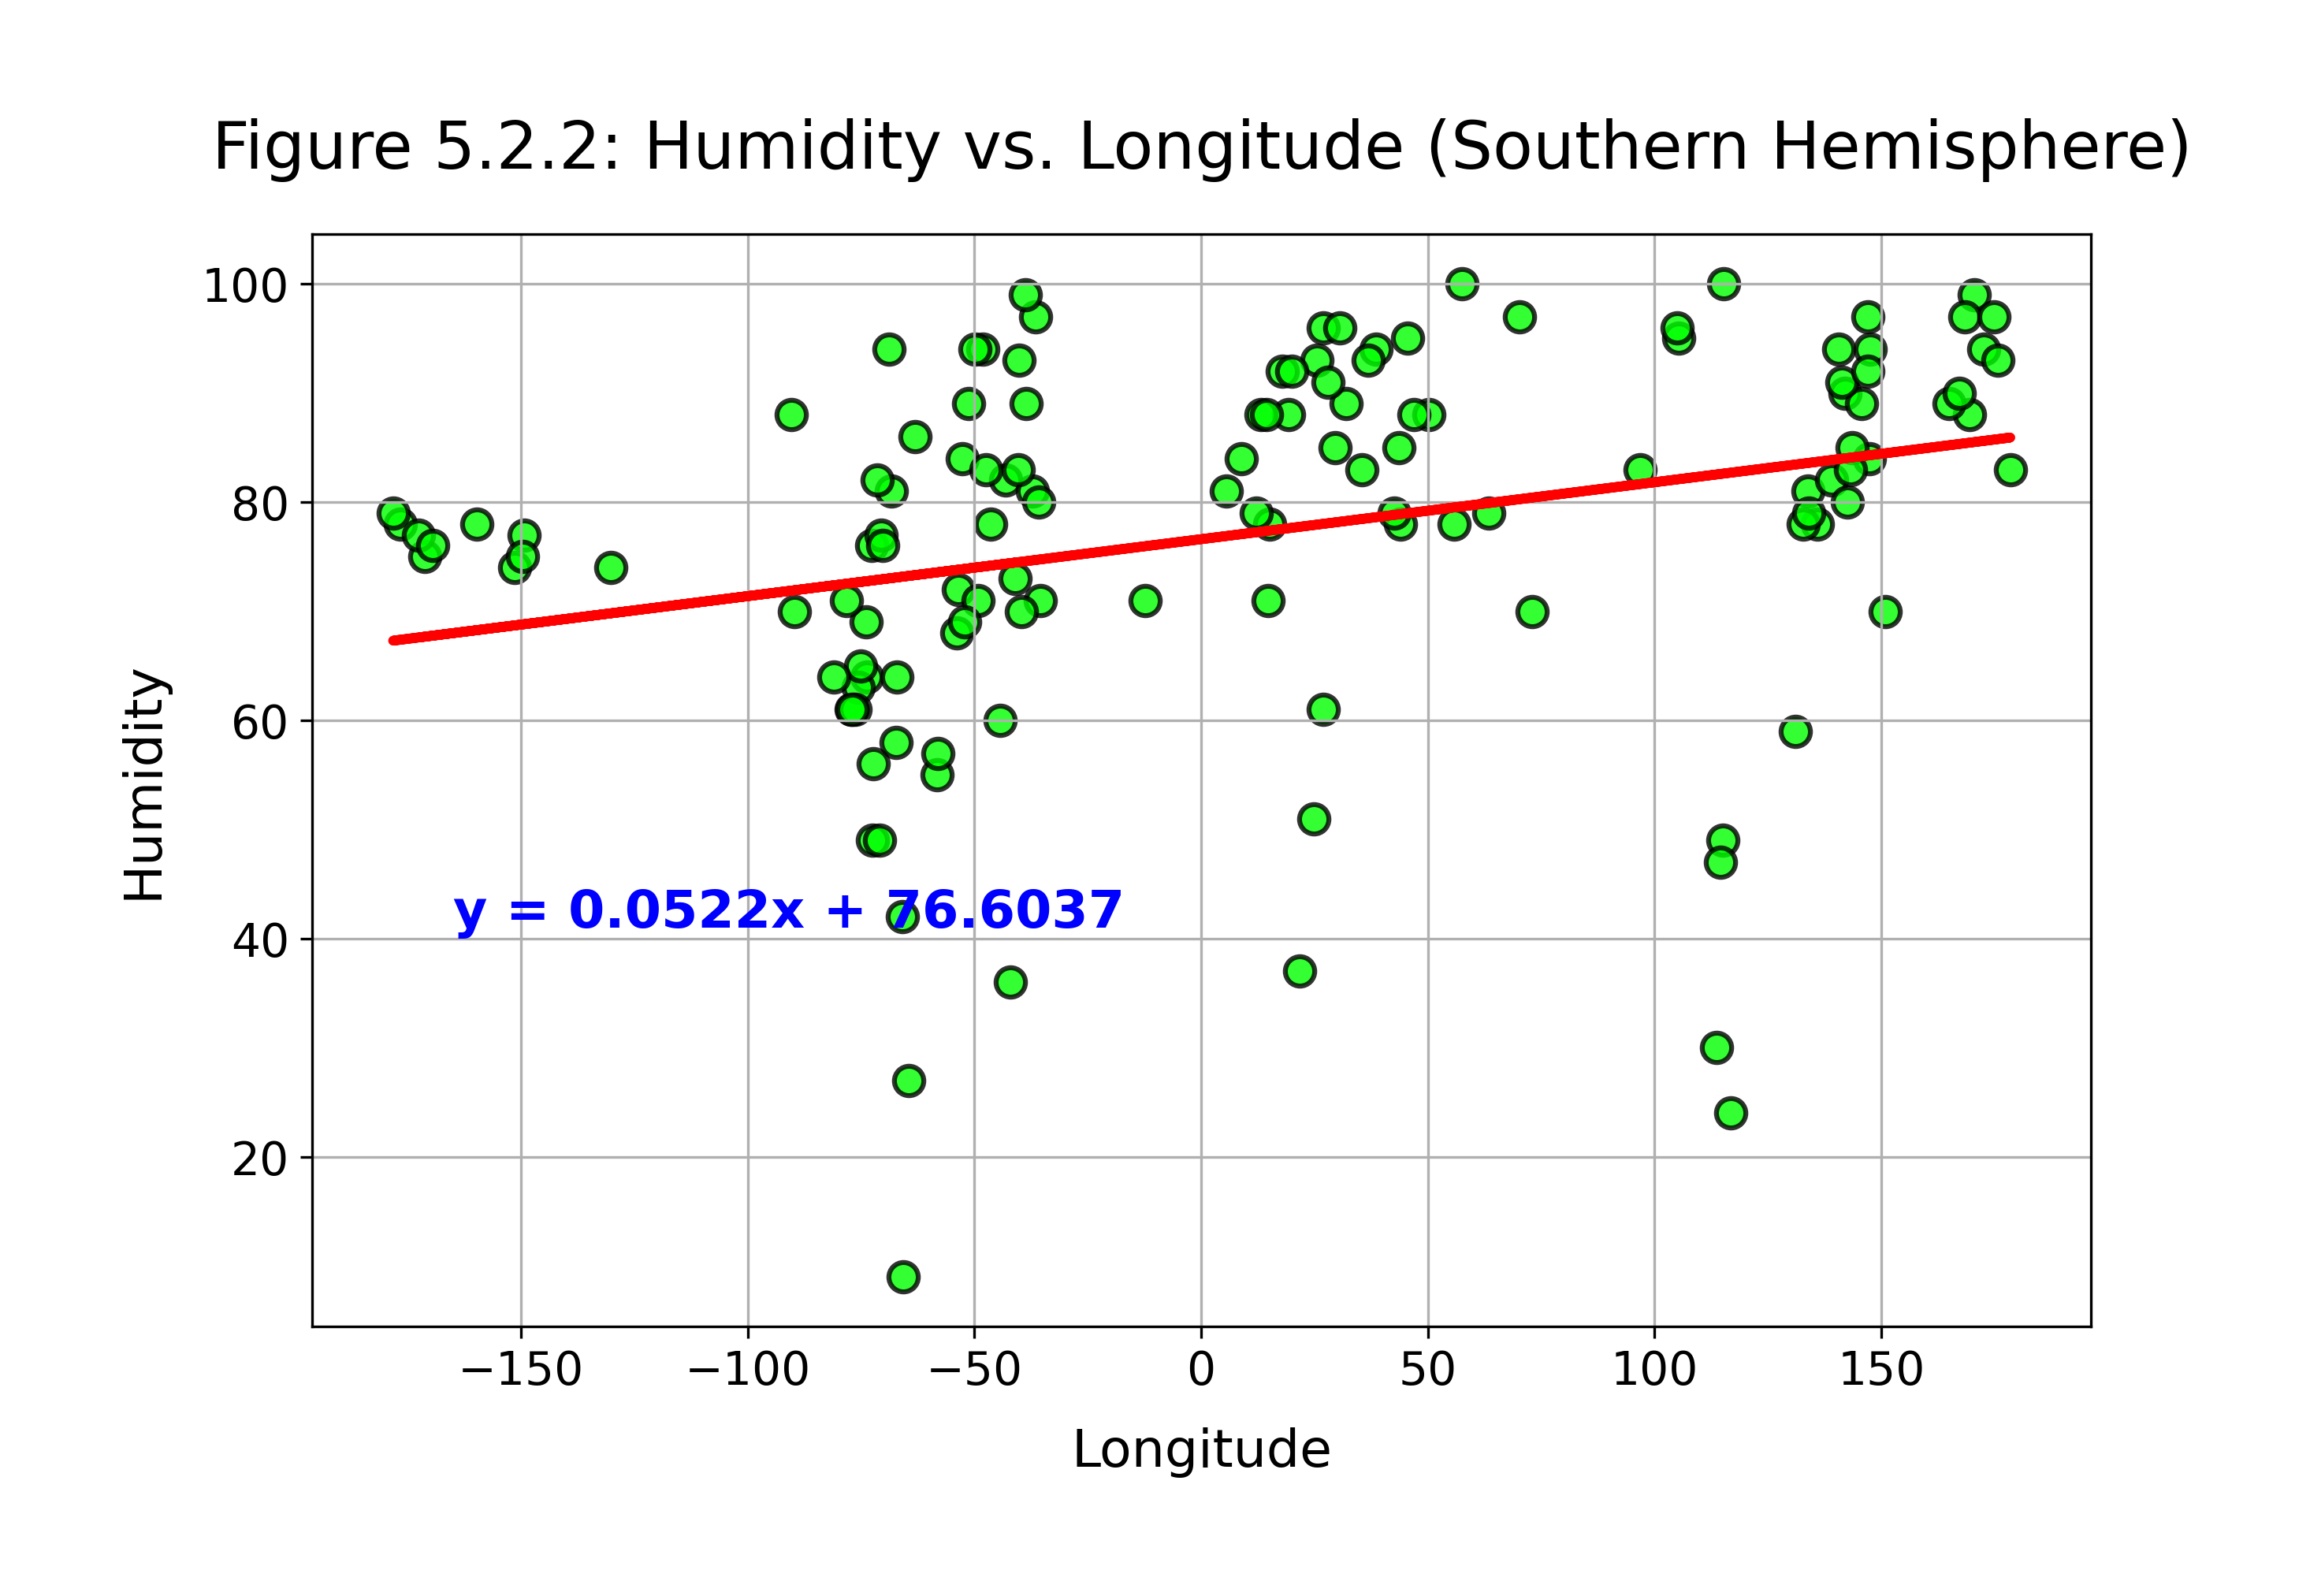 Figure 5.2.2: Humidity vs. Longitude (Southern Hemisphere)
100
80
60
40
20
Humidity
y = 0.0522x + 76.6037
−150 −100 −50 0 50 100 150
Longitude